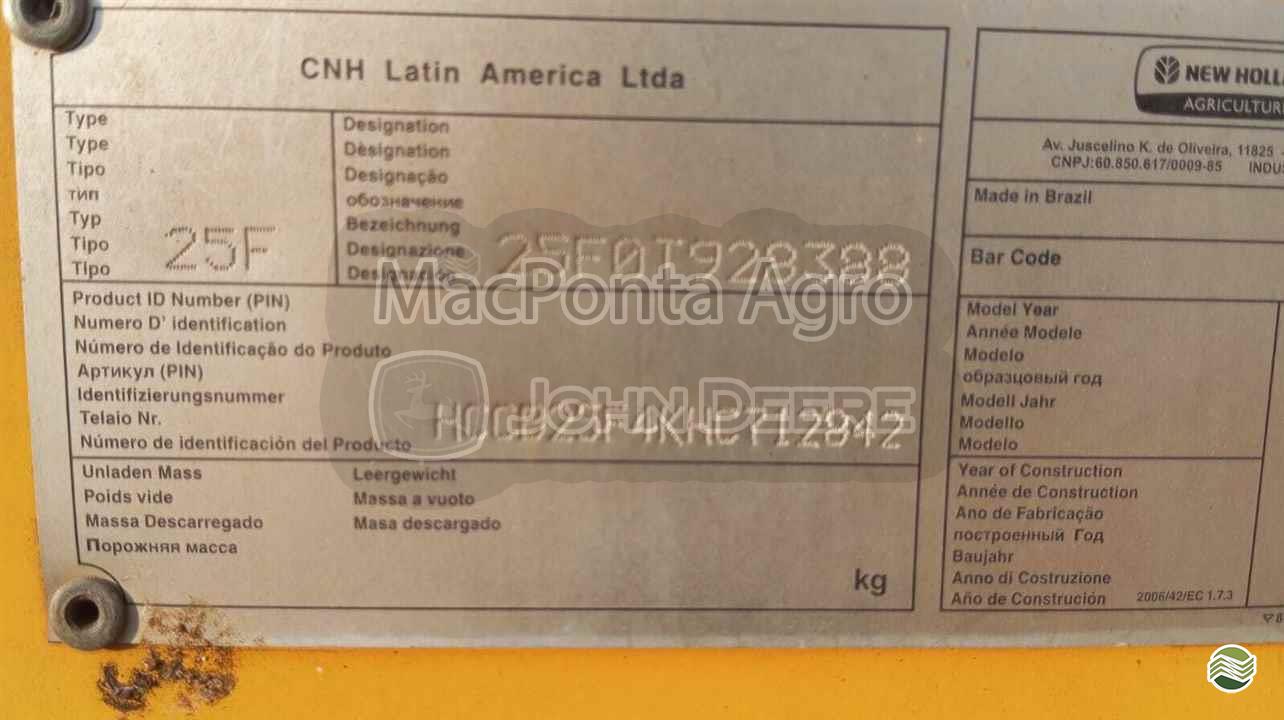 CNH Latin America Ltda
Type
Type
Tipo
тип
Typ
Tipo
Tipo
25F
Designation
Dèsignation
Designação
обозначение
Bezeichnung
Designazione
Designación
MacPonta Agro
JOHN DEERE
Product ID Number (PIN)
Numero D' identification
Número de Identificação do Produto
Артикул (PIN)
Identifizierungsnummer
Telaio Nr.
Número de identificación del Producto
Unladen Mass
Poids vide
Massa Descarregado
Порожняя масса
Leergewicht
Massa a vuoto
Masa descargado
kg
NEW
AGRICULTURE
Av. Juscelino K. de Oliveira, 11825
CNPJ:60.850.617/0009-85
Made in Brazil
Bar Code
Model Year
Année Modele
Modelo
образцовый год
Modell Jahr
Modello
Modelo
Year of Construction
Année de Construction
Ano de Fabricação
построенный Год
Baujahr
Anno di Costruzione
Año de Construción
2006/42/EC 1.7.3